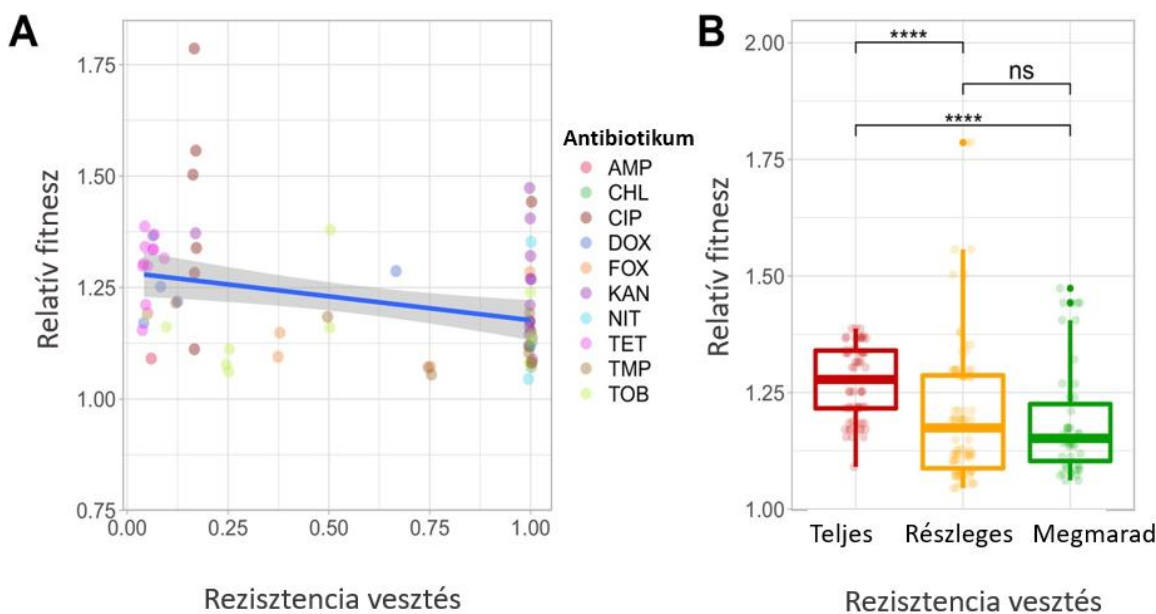 A
Relatív fitnesz
1.75
1.50
1.25
1.00
0.75
0.00
0.25
0.50
0.75
1.00
Rezisztencia vesztés
Antibiotikum
AMP
CHL
CIP
DOX
FOX
KAN
NIT
TET
TMP
TOB
B
Relatív fitnesz
2.00
1.75
1.50
1.25
1.00
****
ns
****
Teljes
Részleges
Megmarad
Rezisztencia vesztés